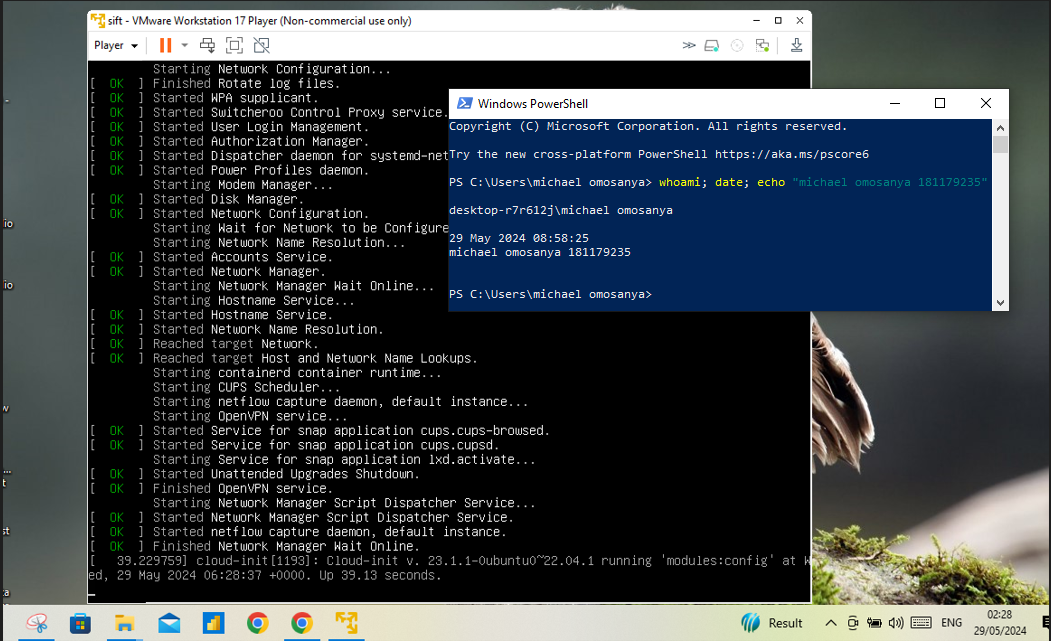 sift - VMware Workstation 17 Player (Non-commercial use only)
Player
Starting Network Configuration...
[  OK  ] Finished Rotate log files.
[  OK  ] Started WPA supplicant.
[  OK  ] Started Switcheroo Control Proxy service.
[  OK  ] Started User Login Management.
[  OK  ] Started Authorization Manager.
[  OK  ] Started Dispatcher daemon for systemd-net
[  OK  ] Started Power Profiles daemon.
Starting Modem Manager...
[  OK  ] Started Disk Manager.
[  OK  ] Started Network Configuration.
Starting Wait for Network to be Configure
Starting Network Name Resolution...
[  OK  ] Started Accounts Service.
[  OK  ] Started Network Manager.
Starting Network Manager Wait Online...
Starting Hostname Service...
[  OK  ] Started Hostname Service.
[  OK  ] Started Network Name Resolution.
[  OK  ] Reached target Network.
[  OK  ] Reached target Host and Network Name Lookups.
Starting containerd container runtime...
Starting CUPS Scheduler...
Starting netflow capture daemon, default instance...
Starting OpenVPN service...
[  OK  ] Started Service for snap application cups.cups-browsed.
[  OK  ] Started Service for snap application cups.cupsd.
Starting Service for snap application lxd.activate...
[  OK  ] Started Unattended Upgrades Shutdown.
[  OK  ] Finished OpenVPN service.
Starting Network Manager Script Dispatcher Service...
[  OK  ] Started Network Manager Script Dispatcher Service.
[  OK  ] Started netflow capture daemon, default instance.
[  OK  ] Finished Network Manager Wait Online.
[   39.229759] cloud-init[1193]: Cloud-init v. 23.1.1-0ubuntu0~22.04.1 running 'modules:config' at W
ed, 29 May 2024 06:28:37 +0000. Up 39.13 seconds.
Windows PowerShell
Copyright (C) Microsoft Corporation. All rights reserved.
Try the new cross-platform PowerShell https://aka.ms/pscore6
PS C:\Users\michael omosanya> whoami; date; echo "michael omosanya 181179235"
desktop-r7r612j\michael omosanya
29 May 2024 08:58:25
michael omosanya 181179235
PS C:\Users\michael omosanya>
io
io
w
...
t
st
ta
Result
ENG
02:28
29/05/2024